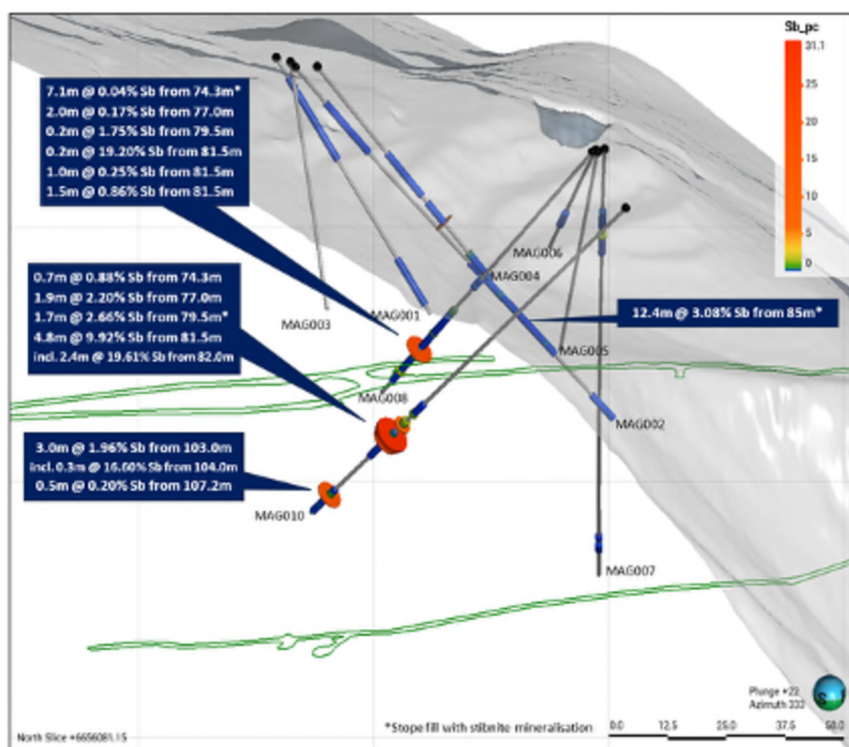 Sb_pc
31.1
25
20
15
10
5
0
7.1m @ 0.04% Sb from 74.3m*
2.0m @ 0.17% Sb from 77.0m
0.2m @ 1.75% Sb from 79.5m
0.2m @ 19.20% Sb from 81.5m
1.0m @ 0.25% Sb from 81.5m
1.5m @ 0.86% Sb from 81.5m
MAG006
MAG004
0.7m @ 0.88% Sb from 74.3m
1.9m @ 2.20% Sb from 77.0m
1.7m @ 2.66% Sb from 79.5m*
4.8m @ 9.92% Sb from 81.5m
incl. 2.4m @ 19.61% Sb from 82.0m
MAG003
MAG001
12.4m @ 3.08% Sb from 85m*
MAG005
MAG008
MAG002
3.0m @ 1.96% Sb from 103.0m
incl. 0.3m @ 16.60% Sb from 104.0m
0.5m @ 0.20% Sb from 107.2m
MAG010
MAG007
Plunge +22
Azimuth 332
*Stope fill with stibnite mineralisation
0.0 12.5 25.0 37.5 50.0
North Slice +6656081.15